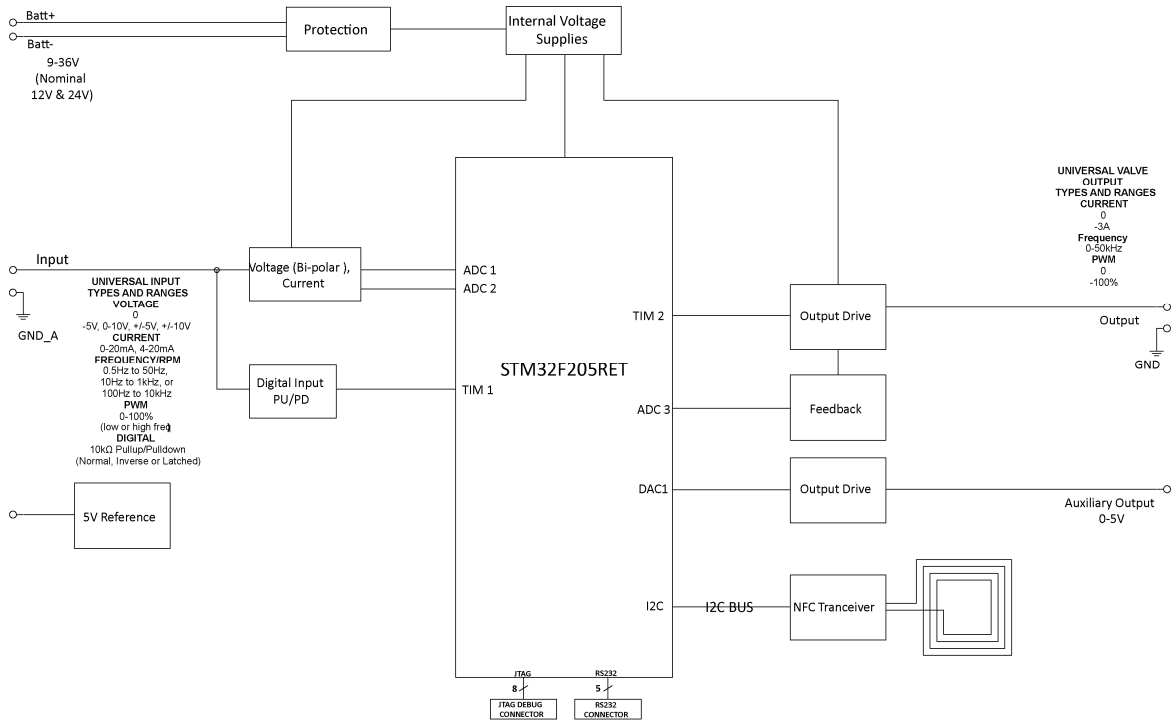 Batt+
Batt-
9-36V
(Nominal
12V & 24V)
Protection
Internal Voltage
Supplies
Input
GND_A
UNIVERSAL INPUT
TYPES AND RANGES
VOLTAGE
0
-5V, 0-10V, +/-5V, +/-10V
CURRENT
0-20mA, 4-20mA
FREQUENCY/RPM
0.5Hz to 50Hz,
10Hz to 1kHz, or
100Hz to 10kHz
PWM
0-100%
(low or high freq)
DIGITAL
10kΩ Pullup/Pulldown
(Normal, Inverse or Latched)
5V Reference
Voltage (Bi-polar ),
Current
Digital Input
PU/PD
ADC 1
ADC 2
TIM 1
STM32F205RET
TIM 2
ADC 3
DAC1
I2C
JTAG
8
JTAG DEBUG
CONNECTOR
RS232
5
RS232
CONNECTOR
Output Drive
Feedback
Output Drive
I2C BUS
NFC Tranceiver
UNIVERSAL VALVE
OUTPUT
TYPES AND RANGES
CURRENT
0
-3A
Frequency
0-50kHz
PWM
0
-100%
Output
GND
Auxiliary Output
0-5V